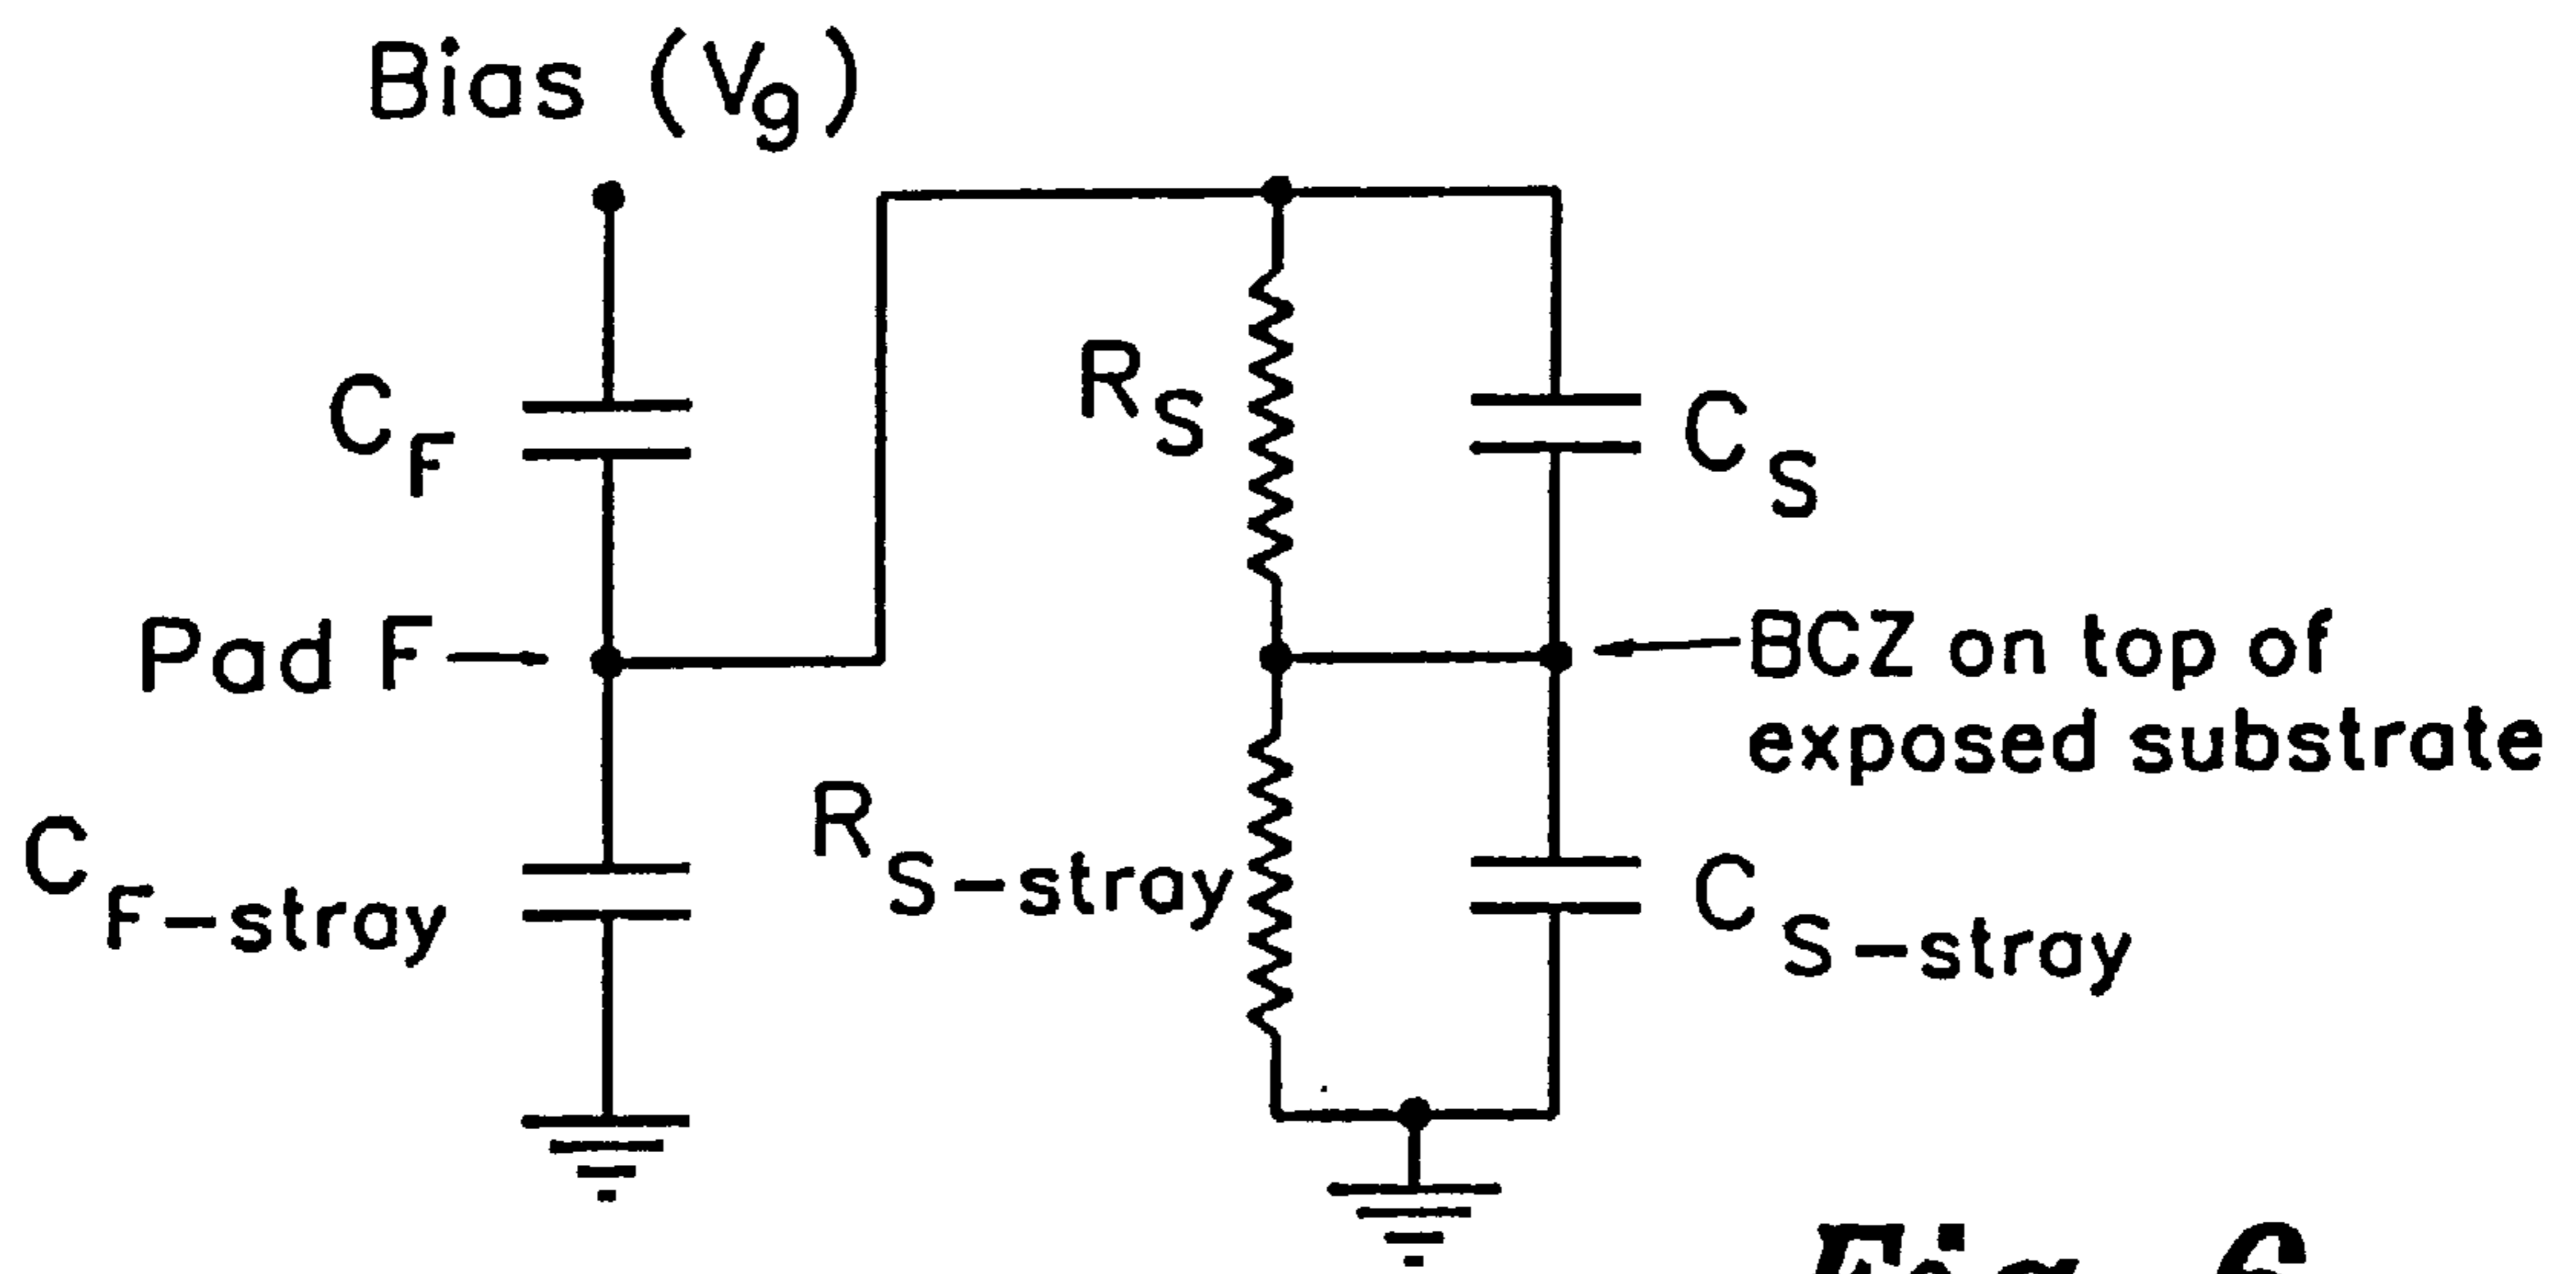 Bias (Vg)
CF
RS
CS
Pad F
BCZ on top of
exposed substrate
CF-stray
RS-stray
CS-stray